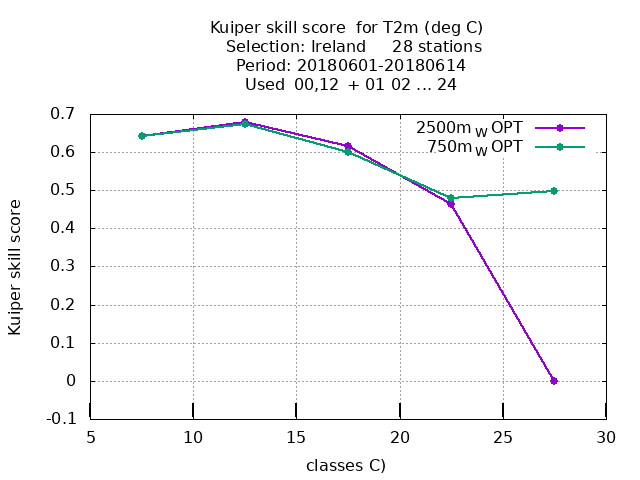 Kuiper skill score  for T2m (deg C)
Selection: Ireland     28 stations
Period: 20180601-20180614
Used  00,12  + 01 02 ... 24
0.7
0.6
0.5
0.4
0.3
0.2
0.1
0
-0.1
5 10 15 20 25 30
2500m W OPT
750m W OPT
Kuiper skill score
classes C)